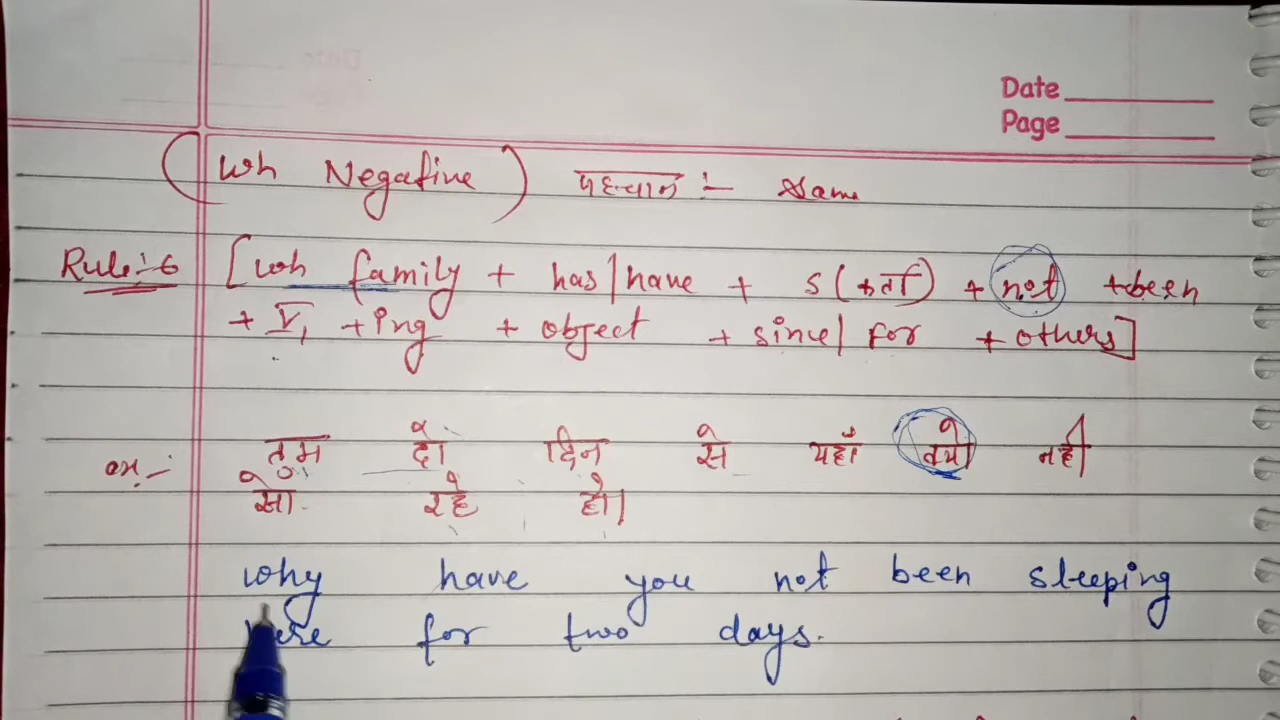 Date
Page
(Wh Negative) पहचान :- Same
Rule:-6 [Wh family + has/have + S (कर्ता) + not + been
+ V₁ + ing + object + since/for + others]
ex:- तुम दो दिन से यहाँ क्यों नहीं
सो रहे हो।
why have you not been sleeping
here for two days.